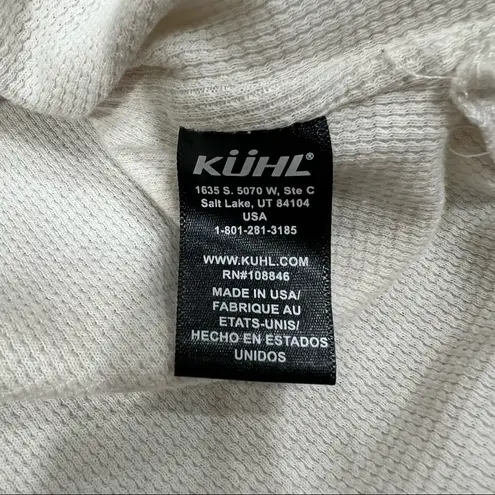 KÜHL®
1635 S. 5070 W, Ste C
Salt Lake, UT 84104
USA
1-801-281-3185
WWW.KUHL.COM
RN#108846
MADE IN USA/
FABRIQUE AU
ETATS-UNIS/
HECHO EN ESTADOS
UNIDOS